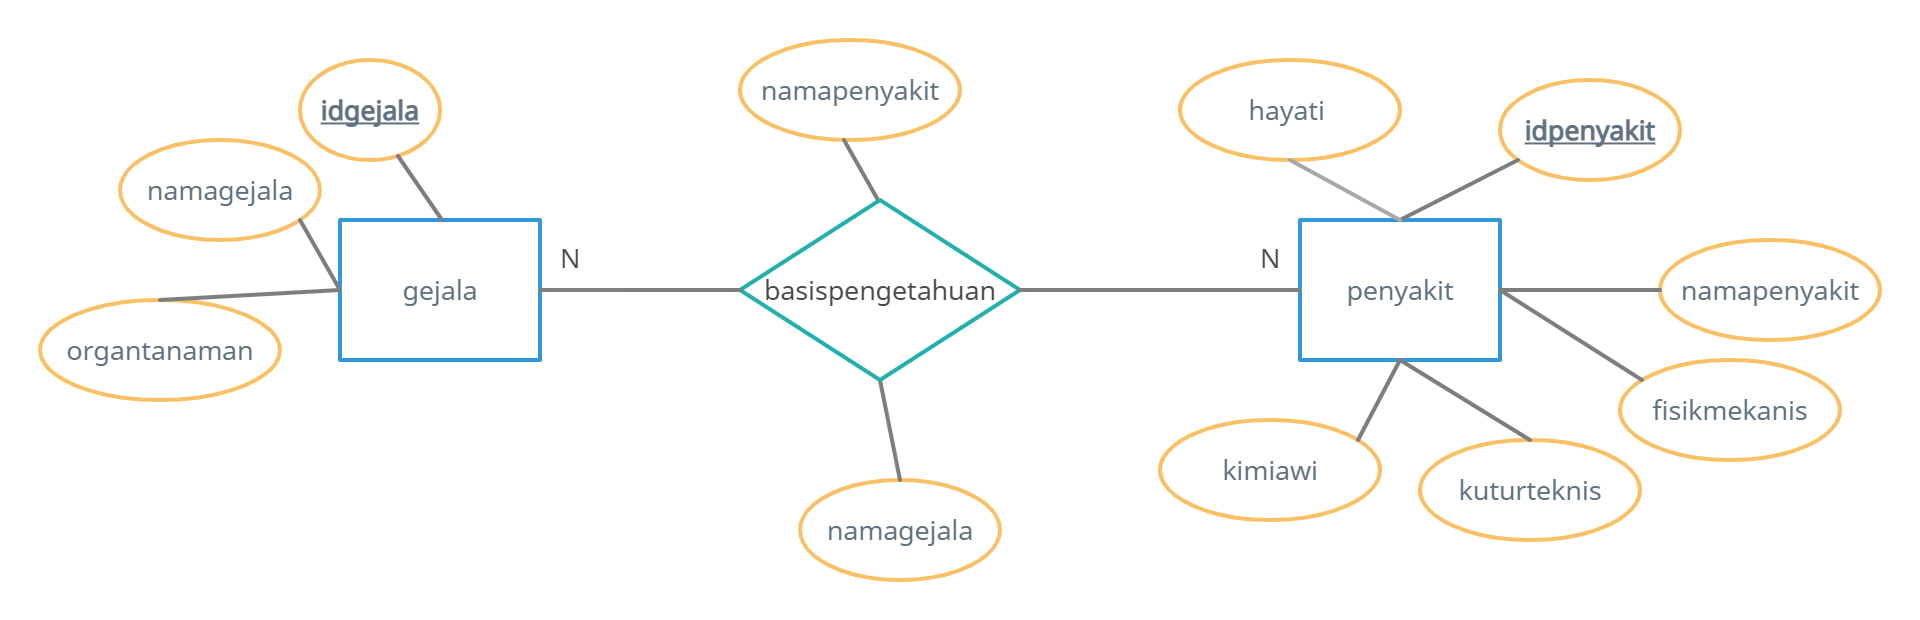 namapenyakit
idgejala
hayati
idpenyakit
namagejala
N
N
gejala
basispengetahuan
penyakit
namapenyakit
organtanaman
fisikmekanis
kimiawi
kuturteknis
namagejala